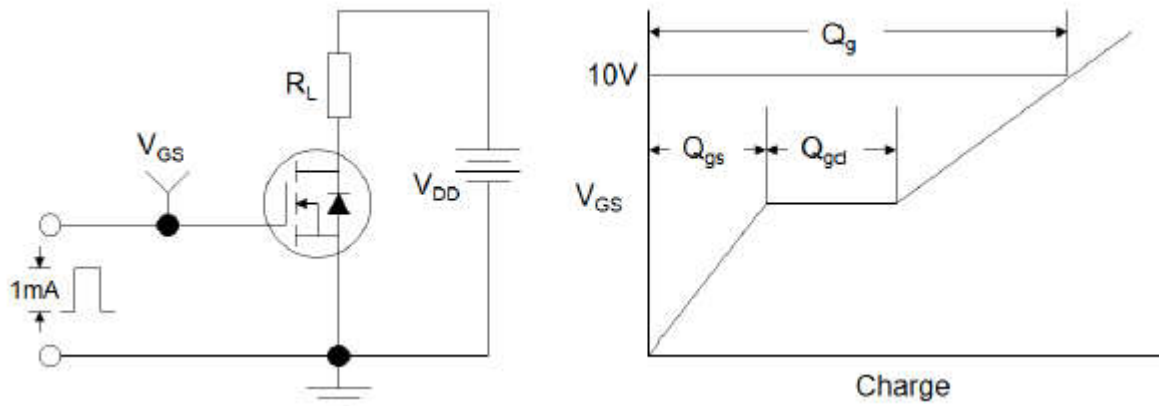 R_L
V_GS
V_DD
1mA
Q_g
10V
Q_gs
Q_gd
V_GS
Charge